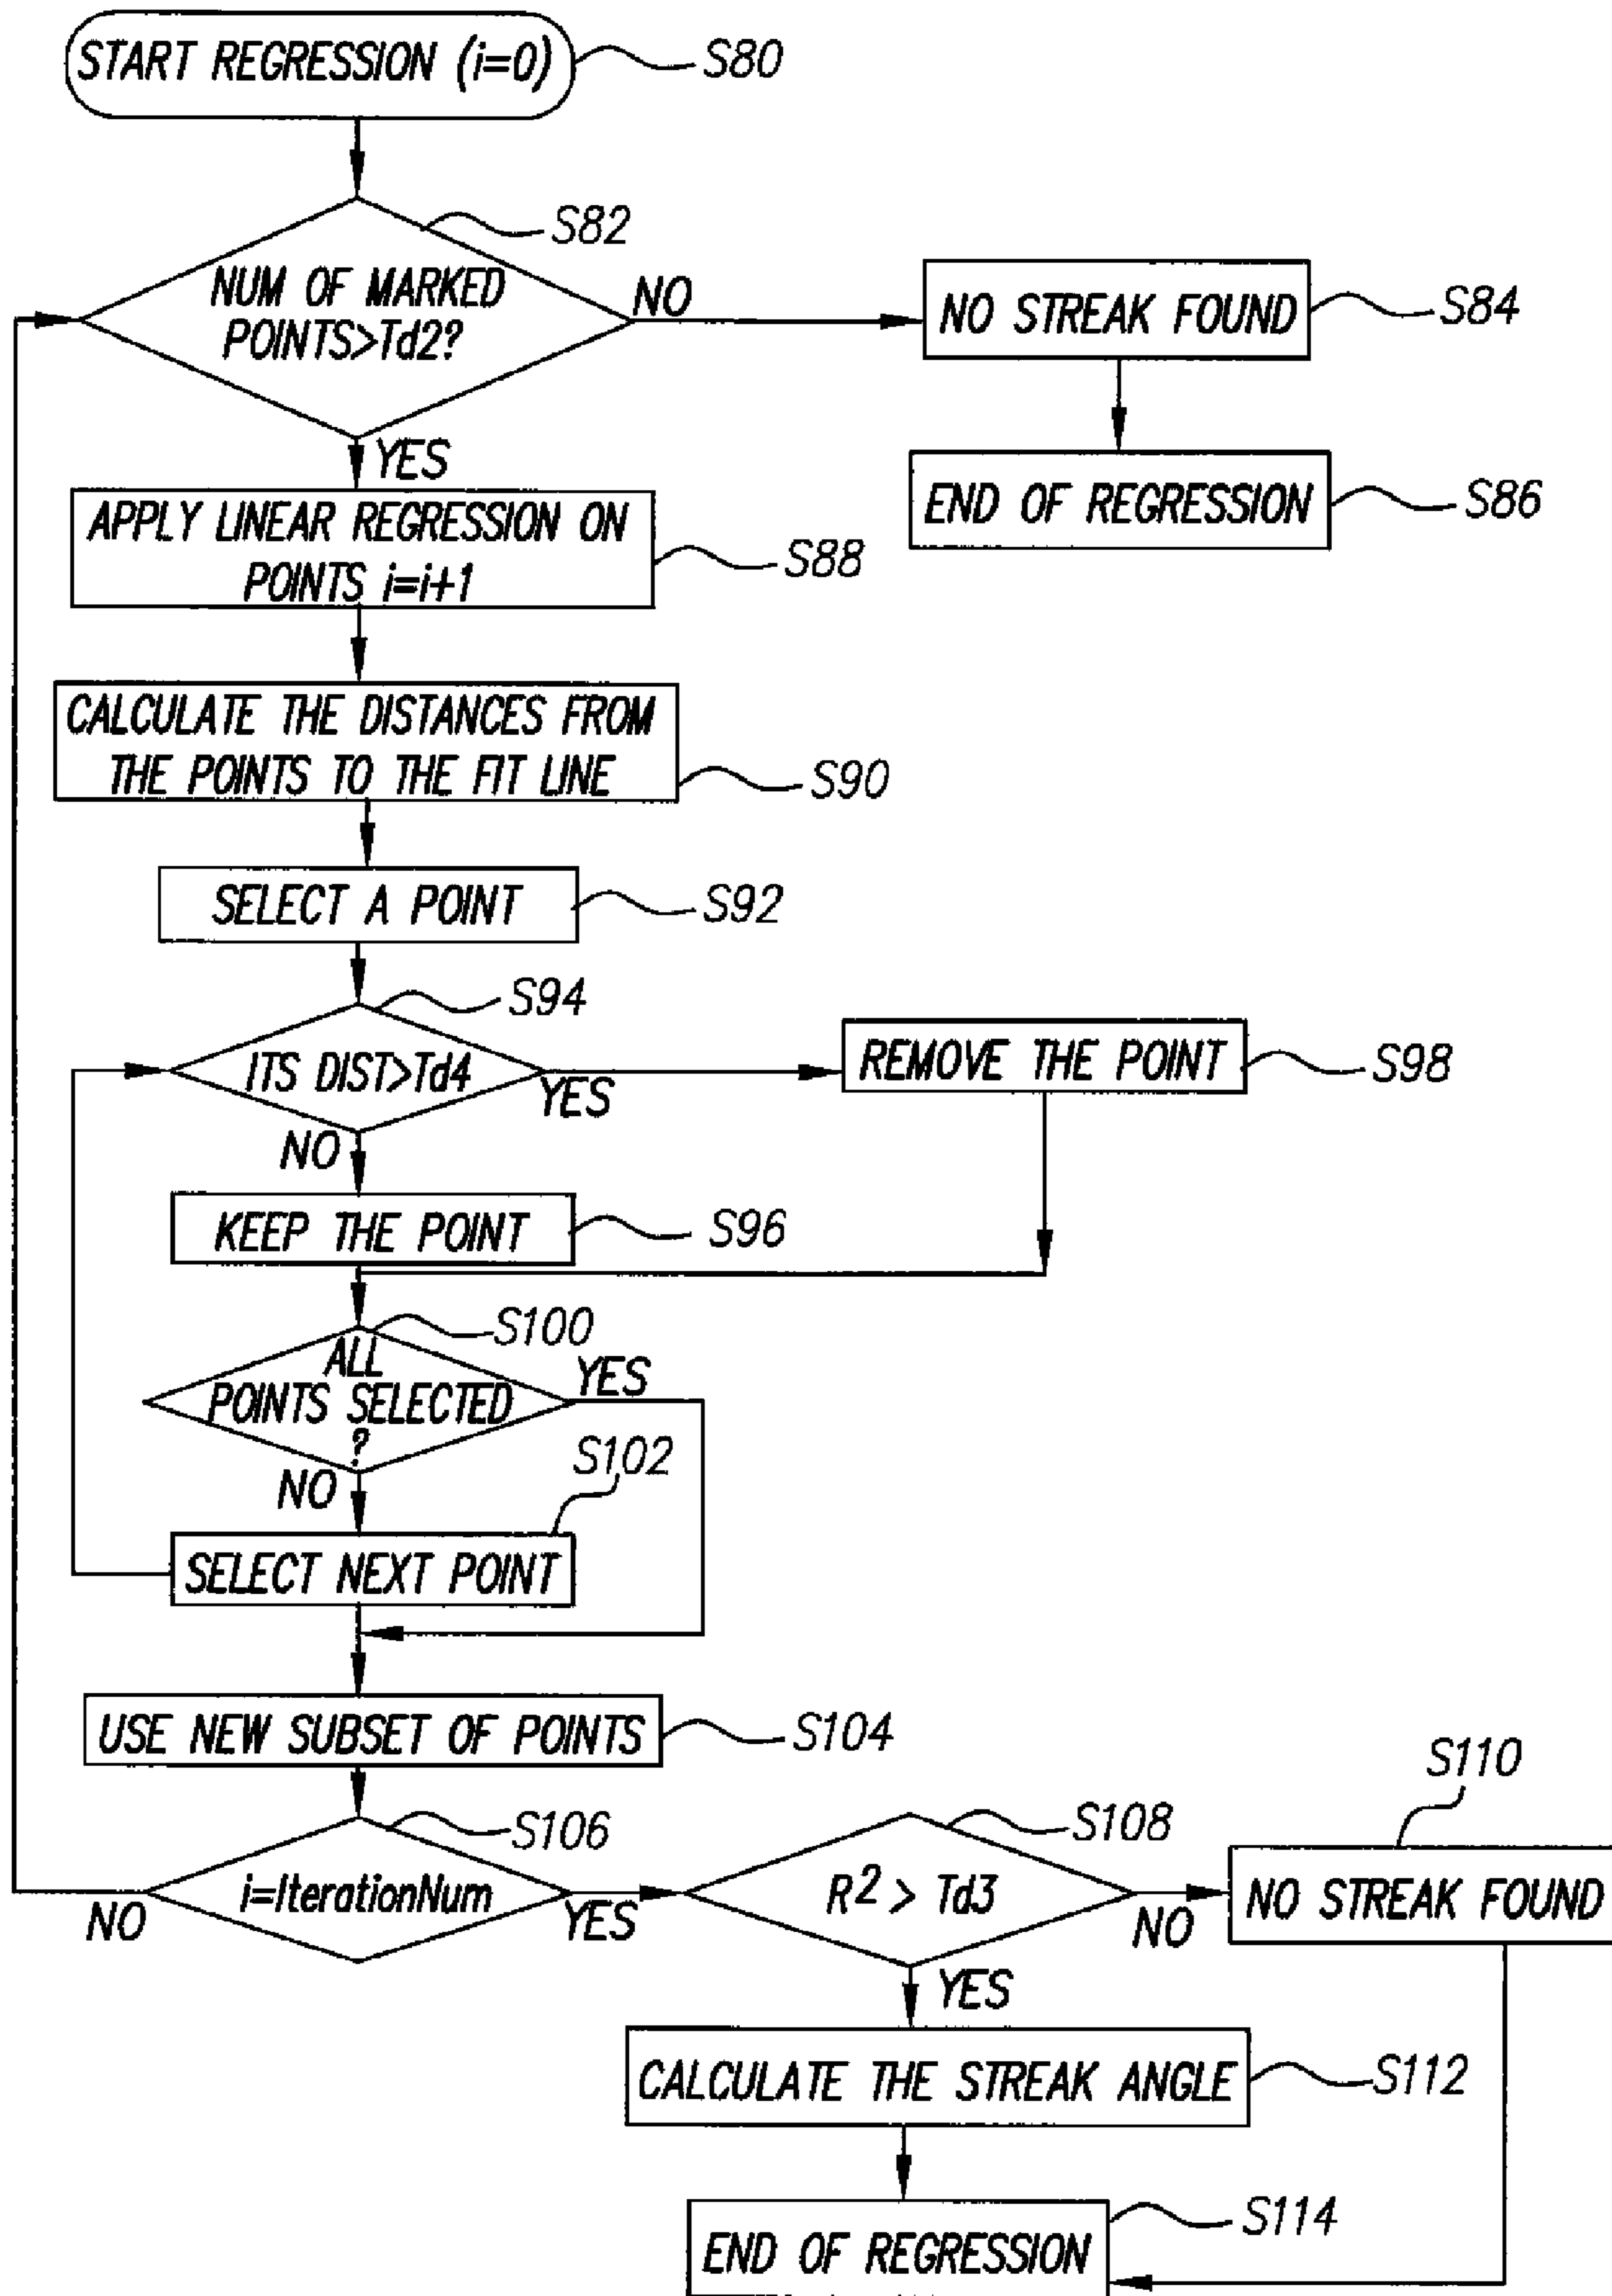 START REGRESSION (i=0)
S80
S82
NUM OF MARKED
POINTS>Td2?
NO
NO STREAK FOUND
S84
YES
END OF REGRESSION
S86
APPLY LINEAR REGRESSION ON
POINTS i=i+1
S88
CALCULATE THE DISTANCES FROM
THE POINTS TO THE FIT LINE
S90
SELECT A POINT
S92
S94
ITS DIST>Td4
YES
REMOVE THE POINT
S98
NO
KEEP THE POINT
S96
S100
ALL
POINTS SELECTED
?
YES
NO
S102
SELECT NEXT POINT
USE NEW SUBSET OF POINTS
S104
S106
i=IterationNum
NO
YES
S108
R2 > Td3
NO
S110
NO STREAK FOUND
YES
CALCULATE THE STREAK ANGLE
S112
END OF REGRESSION
S114